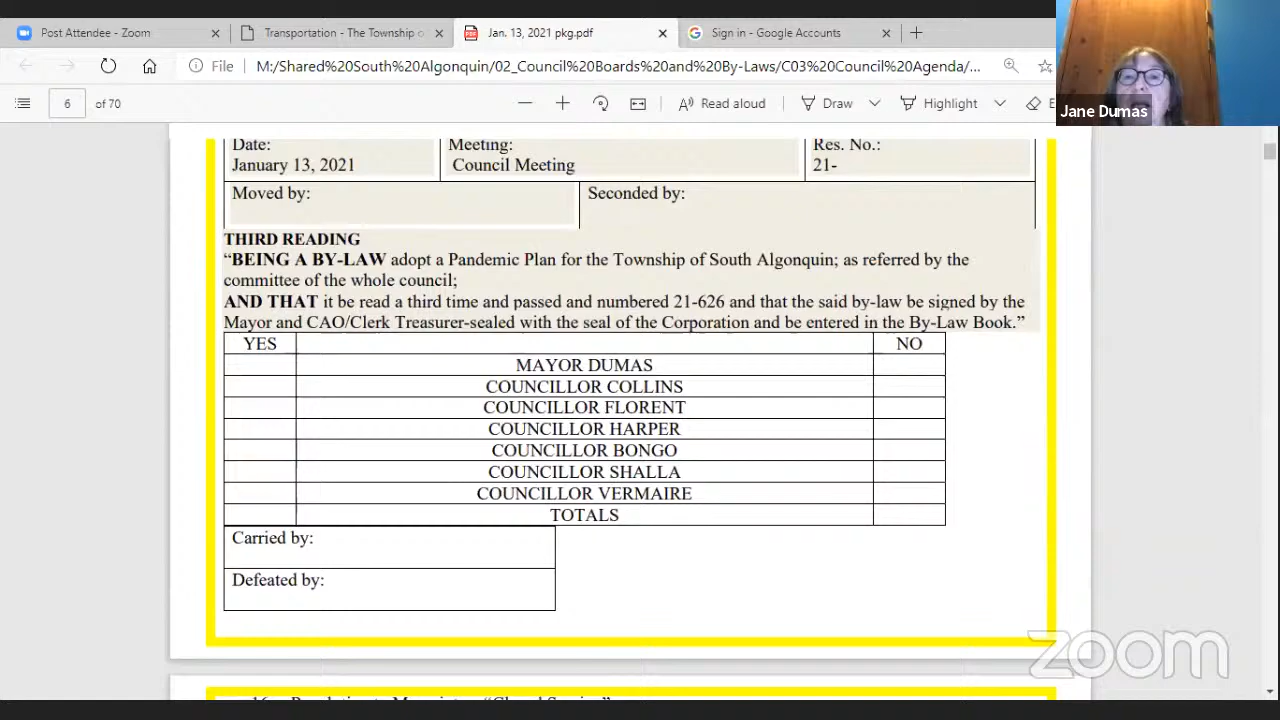 Post Attendee - Zoom
Transportation - The Township o
Jan. 13, 2021 pkg.pdf
Sign in - Google Accounts
File
M:/Shared%20South%20Algonquin/02_Council%20Boards%20and%20By-Laws/C03%20Council%20Agenda/...
6 of 70
Read aloud
Draw
Highlight
Jane Dumas
Date:
Meeting:
Res. No.:
January 13, 2021
Council Meeting
21-
Moved by:
Seconded by:
THIRD READING
“BEING A BY-LAW adopt a Pandemic Plan for the Township of South Algonquin; as referred by the
committee of the whole council;
AND THAT it be read a third time and passed and numbered 21-626 and that the said by-law be signed by the
Mayor and CAO/Clerk Treasurer-sealed with the seal of the Corporation and be entered in the By-Law Book.”
YES
NO
MAYOR DUMAS
COUNCILLOR COLLINS
COUNCILLOR FLORENT
COUNCILLOR HARPER
COUNCILLOR BONGO
COUNCILLOR SHALLA
COUNCILLOR VERMAIRE
TOTALS
Carried by:
Defeated by:
zoom